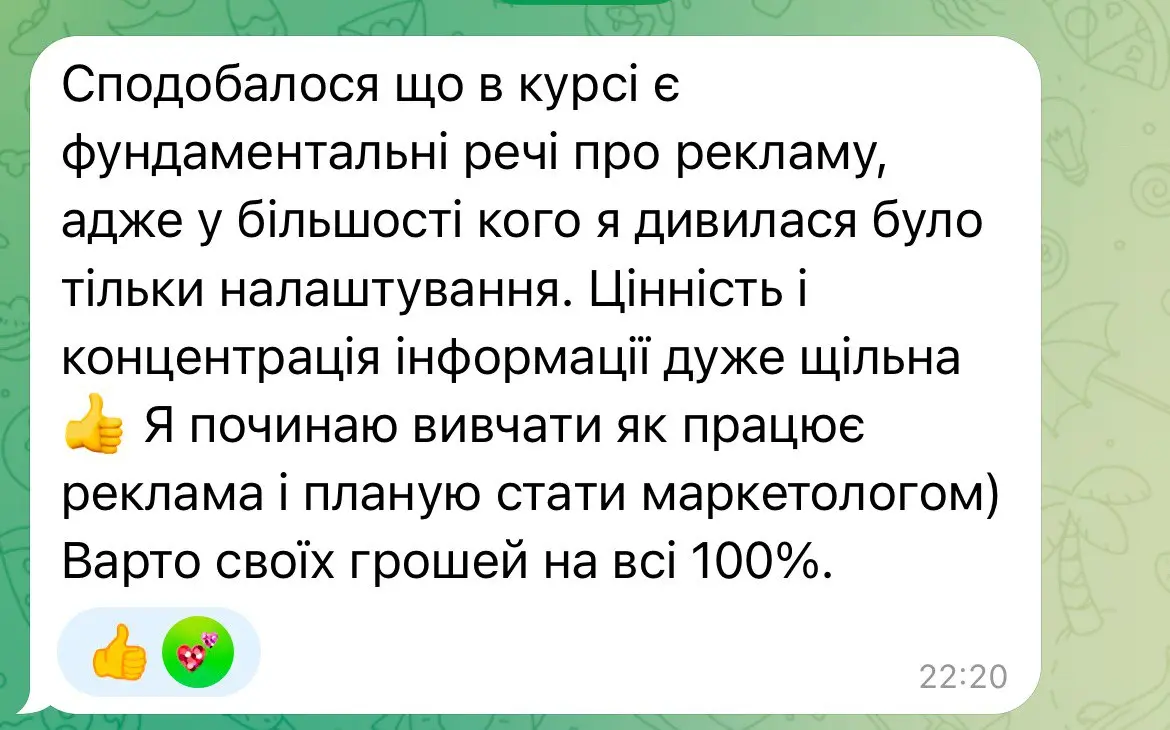 Сподобалося що в курсі є
фундаментальні речі про рекламу,
адже у більшості кого я дивилася було
тільки налаштування. Цінність і
концентрація інформації дуже щільна
👍 Я починаю вивчати як працює
реклама і планую стати маркетологом)
Варто своїх грошей на всі 100%.
22:20